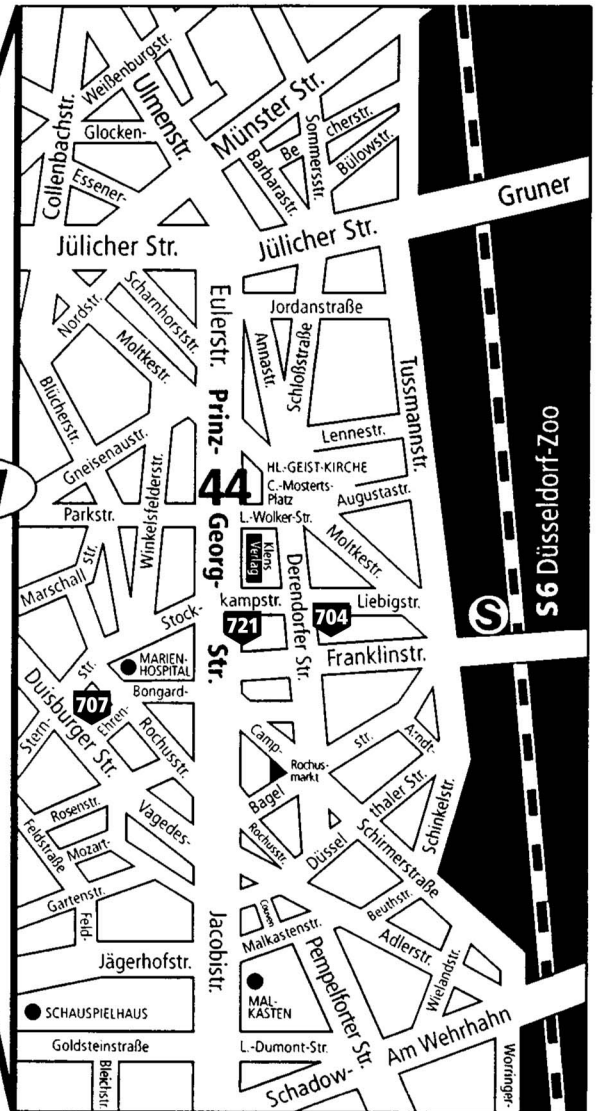 Weißenburgstr.
Ulmenstr.
Münster Str.
Collenbachstr.
Glocken-
Essener-
Sommersstr.
Be cherstr.
Bülowstr.
Barbarastr.
Gruner
Jülicher Str.
Jülicher Str.
Scharnhorststr.
Nordstr.
Moltkestr.
Eulerstr.
Jordanstraße
Annastr.
Schloßstraße
Tussmannstr.
Blücherstr.
Prinz-
Lennestr.
Gneisenaustr.
Winkelsfelderstr.
44
HL.-GEIST-KIRCHE
C.-Mosterts-
Platz
Augustastr.
Parkstr.
Georg-
L.-Wolker-Str.
Moltkestr.
Klens
Verlag
Derendorfer Str.
S 6 Düsseldorf-Zoo
S
Marschall
str.
Stock-
kampstr.
Liebigstr.
721
704
Str.
Franklinstr.
MARIEN-
HOSPITAL
str.
Bongard-
Duisburger Str.
707
Ehren-
Stern-
Rochusstr.
Camp-
str.
Arndt-
Rochus-
markt
Bagel
thaler Str.
Schinkelstr.
Rosenstr.
Vagedes-
Feldstraße
Mozart-
Rochusstr.
Düssel
Schirmerstraße
Gartenstr.
Feld-
Jacobistr.
Couven
Beuthstr.
Malkastenstr.
Adlerstr.
Wielandstr.
Jägerhofstr.
Pempelforter Str.
SCHAUSPIELHAUS
MAL-
KASTEN
Goldsteinstraße
L.-Dumont-Str.
Am Wehrhahn
Bleichstr.
Schadow-
Worringer-